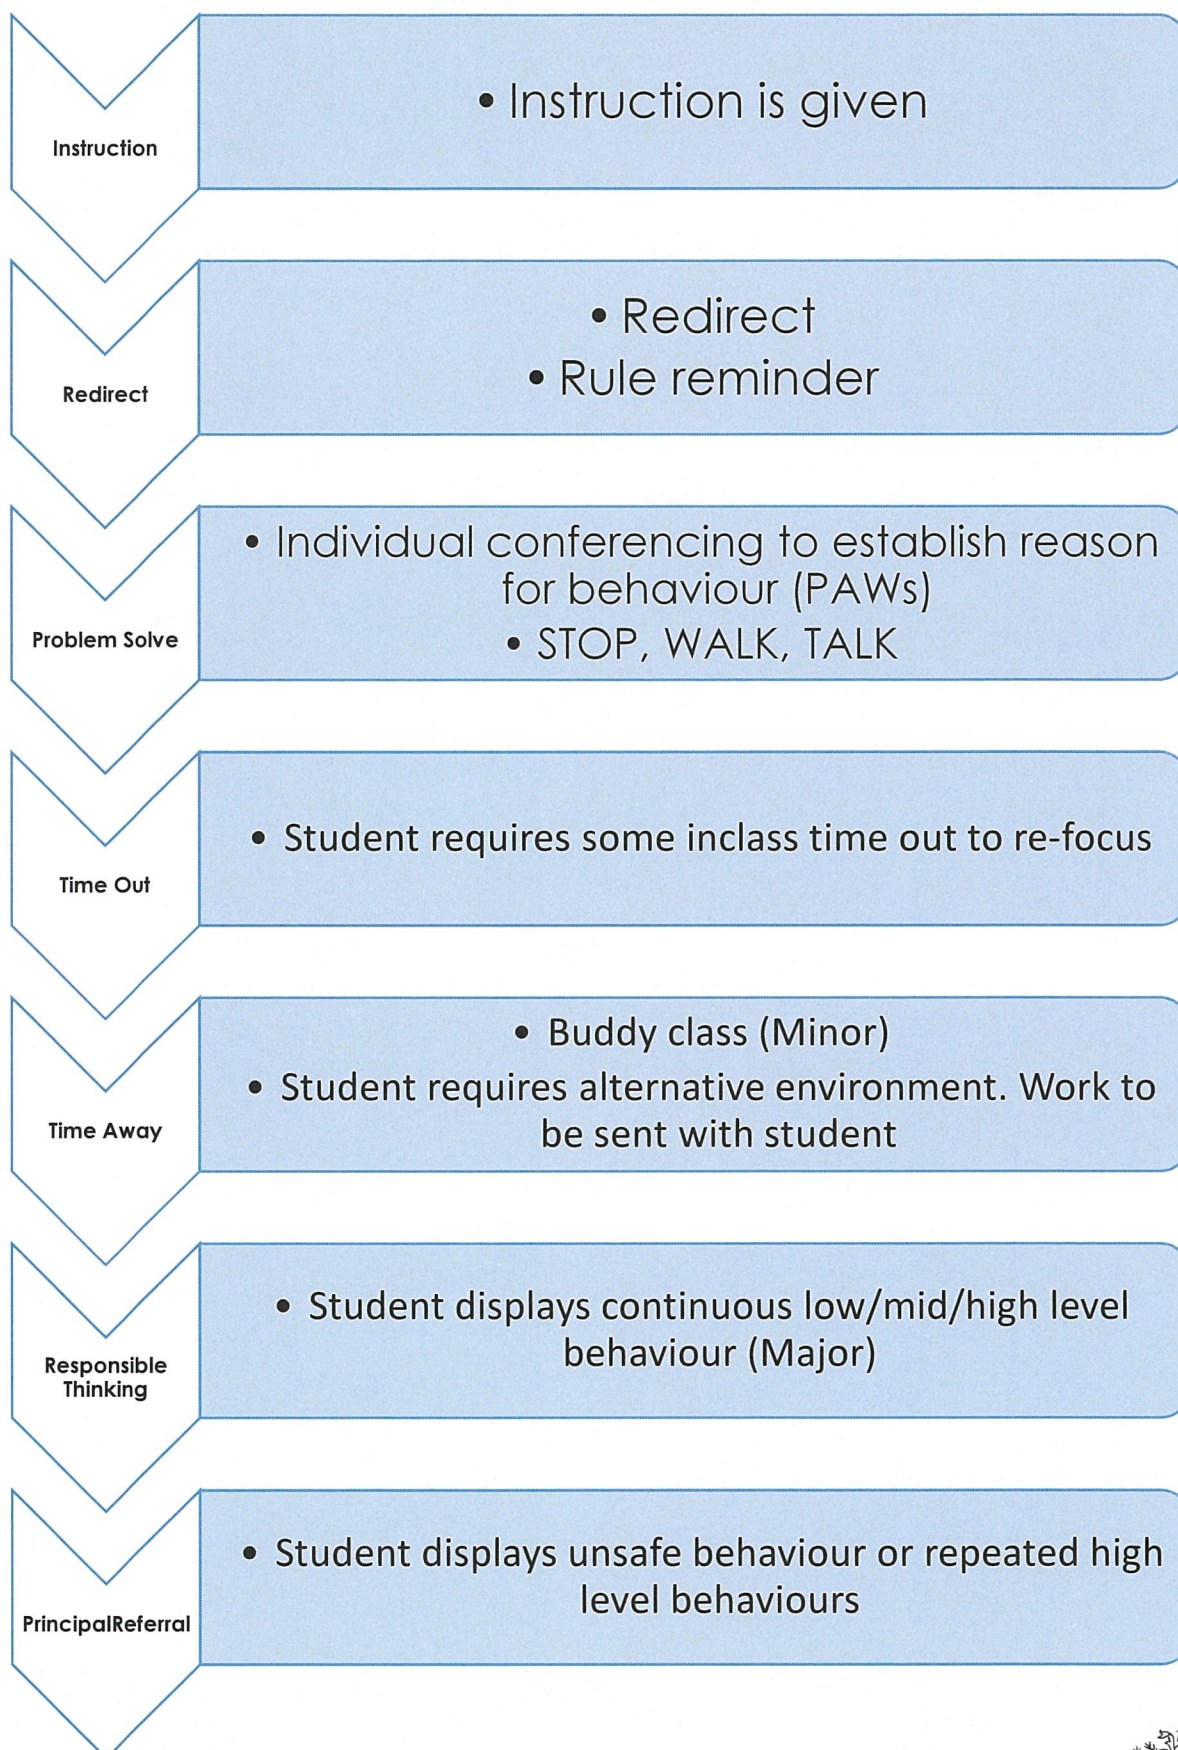 Instruction
• Instruction is given
Redirect
• Redirect
• Rule reminder
Problem Solve
• Individual conferencing to establish reason
for behaviour (PAWs)
• STOP, WALK, TALK
Time Out
• Student requires some inclass time out to re-focus
Time Away
• Buddy class (Minor)
• Student requires alternative environment. Work to
be sent with student
Responsible
Thinking
• Student displays continuous low/mid/high level
behaviour (Major)
PrincipalReferral
• Student displays unsafe behaviour or repeated high
level behaviours